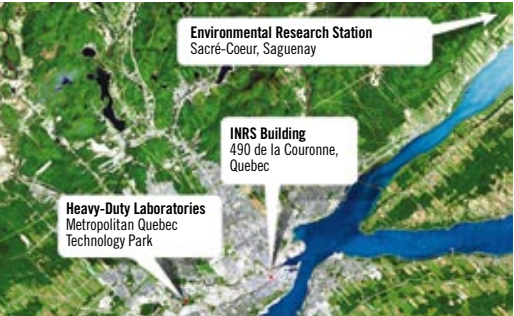 Environmental Research Station
Sacré-Coeur, Saguenay
INRS Building
490 de la Couronne,
Quebec
Heavy-Duty Laboratories
Metropolitan Quebec
Technology Park